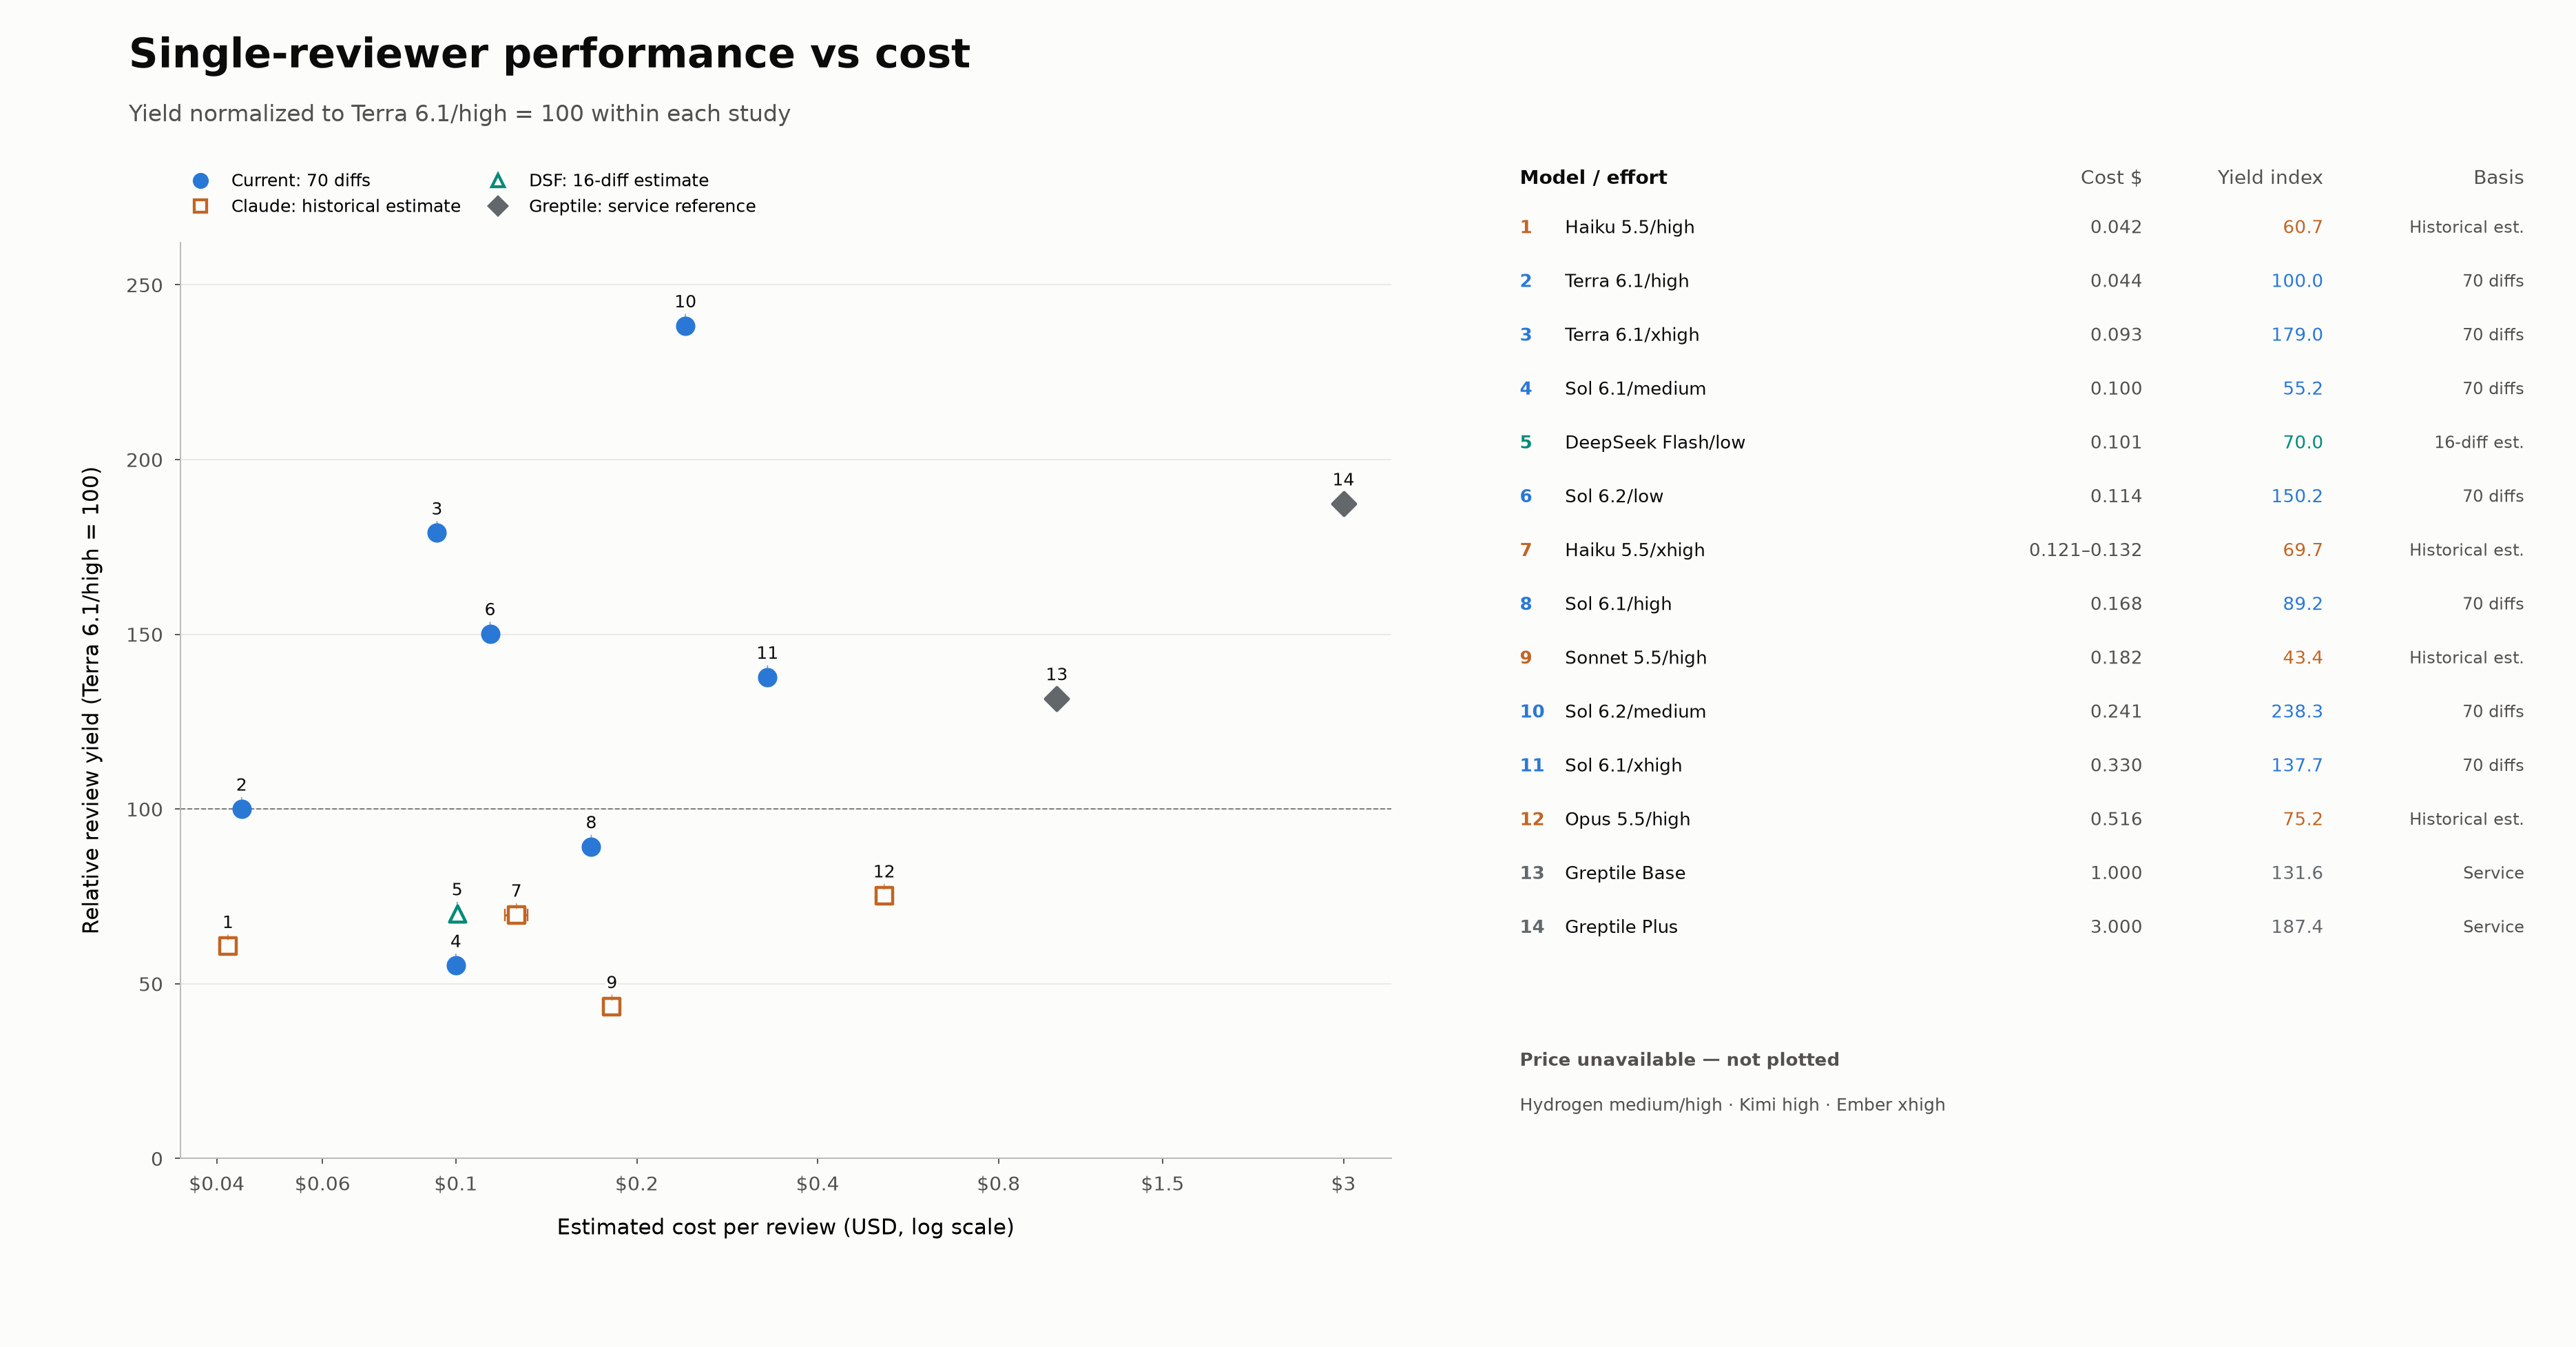 Single-reviewer performance vs cost
Yield normalized to Terra 6.1/high = 100 within each study
Current: 70 diffs
Claude: historical estimate
DSF: 16-diff estimate
Greptile: service reference
Relative review yield (Terra 6.1/high = 100)
250
200
150
100
50
0
10
14
3
6
11
13
2
8
12
5
7
1
4
9
$0.04 $0.06 $0.1 $0.2 $0.4 $0.8 $1.5 $3
Estimated cost per review (USD, log scale)
Model / effort Cost $ Yield index Basis
1 Haiku 5.5/high 0.042 60.7 Historical est.
2 Terra 6.1/high 0.044 100.0 70 diffs
3 Terra 6.1/xhigh 0.093 179.0 70 diffs
4 Sol 6.1/medium 0.100 55.2 70 diffs
5 DeepSeek Flash/low 0.101 70.0 16-diff est.
6 Sol 6.2/low 0.114 150.2 70 diffs
7 Haiku 5.5/xhigh 0.121–0.132 69.7 Historical est.
8 Sol 6.1/high 0.168 89.2 70 diffs
9 Sonnet 5.5/high 0.182 43.4 Historical est.
10 Sol 6.2/medium 0.241 238.3 70 diffs
11 Sol 6.1/xhigh 0.330 137.7 70 diffs
12 Opus 5.5/high 0.516 75.2 Historical est.
13 Greptile Base 1.000 131.6 Service
14 Greptile Plus 3.000 187.4 Service
Price unavailable — not plotted
Hydrogen medium/high · Kimi high · Ember xhigh